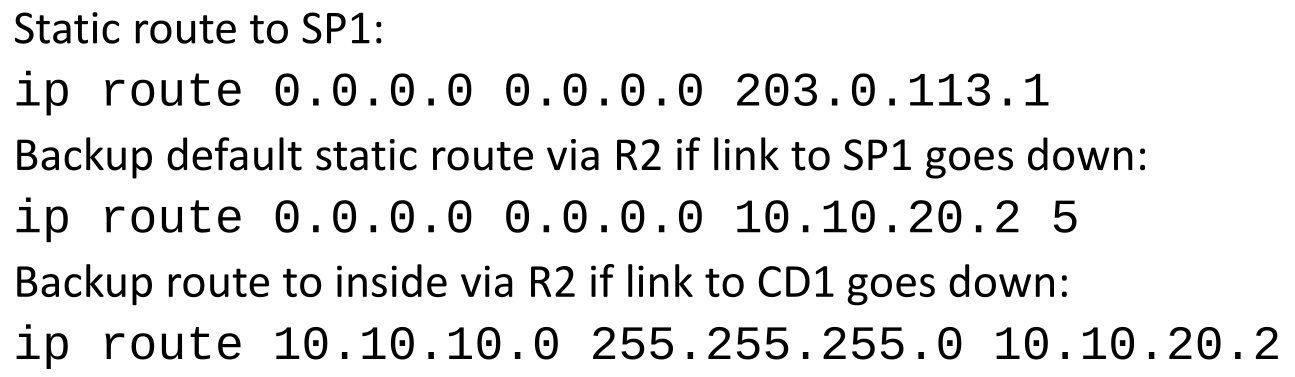 Static route to SP1:
ip route 0.0.0.0 0.0.0.0 203.0.113.1
Backup default static route via R2 if link to SP1 goes down:
ip route 0.0.0.0 0.0.0.0 10.10.20.2 5
Backup route to inside via R2 if link to CD1 goes down:
ip route 10.10.10.0 255.255.255.0 10.10.20.2